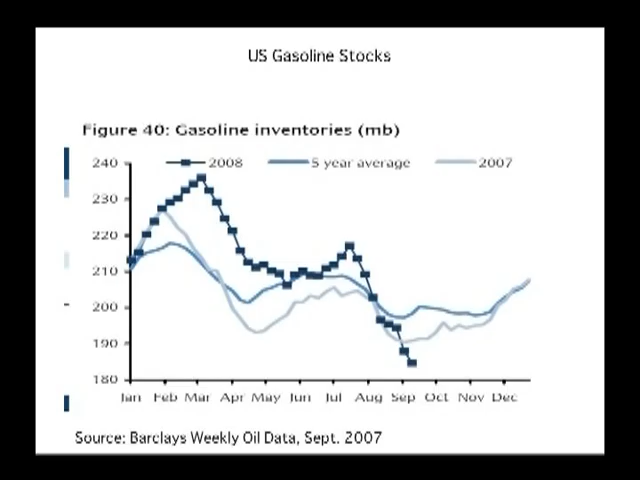 US Gasoline Stocks
Figure 40: Gasoline inventories (mb)
2008 5 year average 2007
240
230
220
210
200
190
180
Jan Feb Mar Apr May Jun Jul Aug Sep Oct Nov Dec
Source: Barclays Weekly Oil Data, Sept. 2007